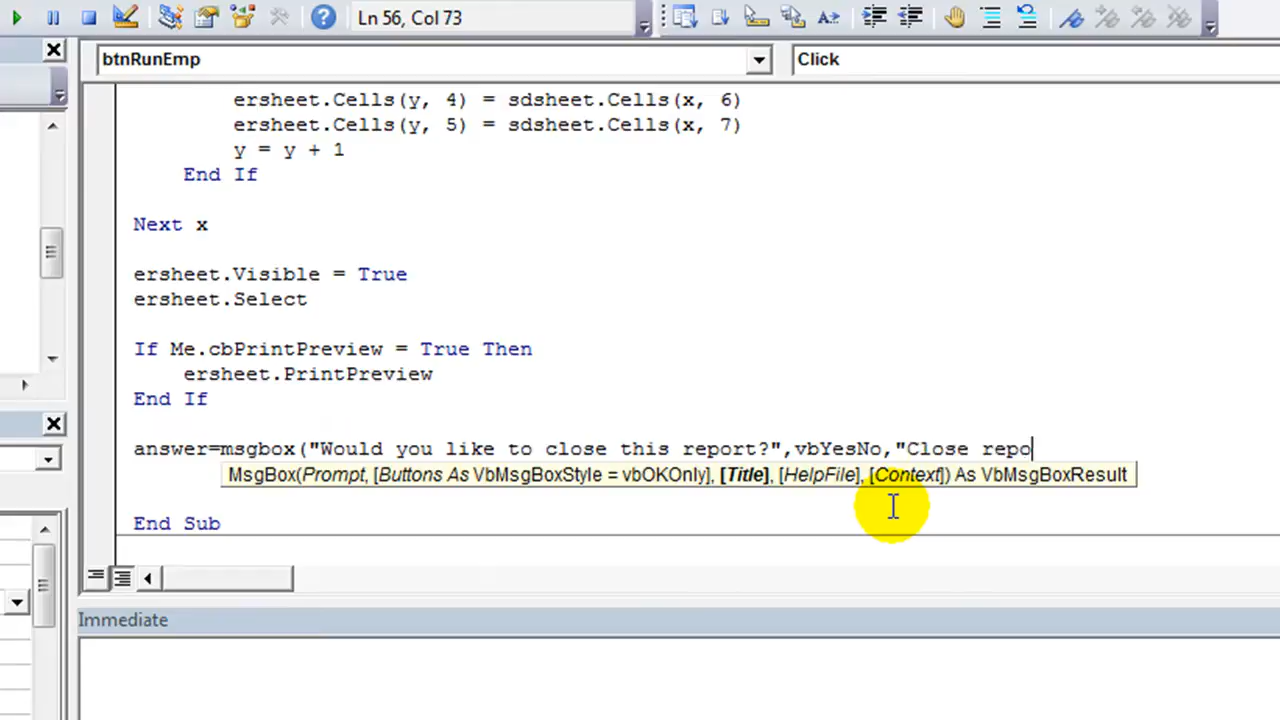 Ln 56, Col 73
btnRunEmp
Click
ersheet.Cells(y, 4) = sdsheet.Cells(x, 6)
ersheet.Cells(y, 5) = sdsheet.Cells(x, 7)
y = y + 1
End If
Next x
ersheet.Visible = True
ersheet.Select
If Me.cbPrintPreview = True Then
ersheet.PrintPreview
End If
answer=msgbox("Would you like to close this report?",vbYesNo,"Close repo
MsgBox(Prompt, [Buttons As VbMsgBoxStyle = vbOKOnly], [Title], [HelpFile], [Context]) As VbMsgBoxResult
End Sub
Immediate